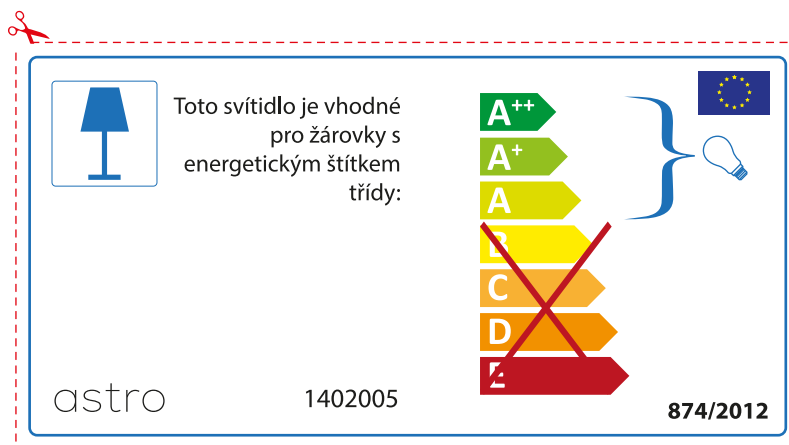 Toto svítidlo je vhodné
pro žárovky s
energetickým štítkem
třídy:
A++
A+
A
B
C
D
E
astro
1402005
874/2012